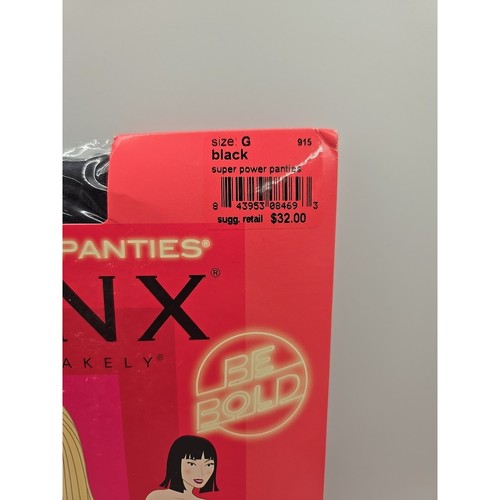 size: G 915
black
super power panties
8 43953 08469 3
sugg. retail $32.00
PANTIES®
NX®
AKELY®
BE
BOLD